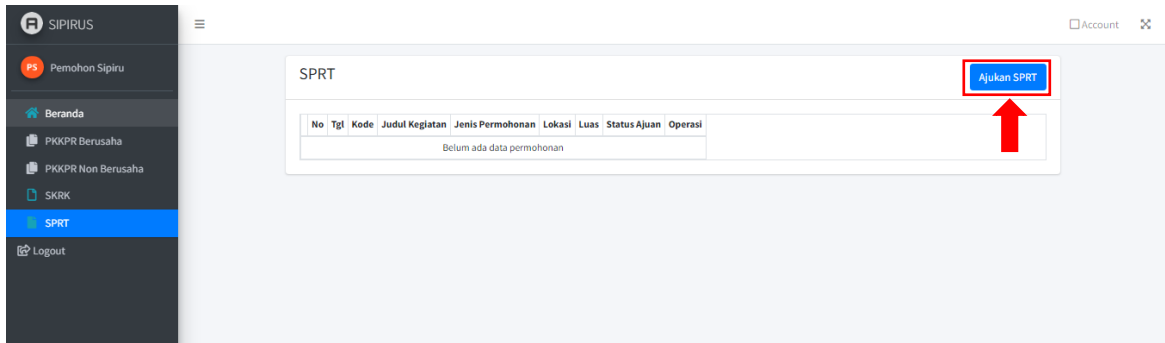 SIPIRUS
Account
PS Pemohon Sipiru
Beranda
PKKPR Berusaha
PKKPR Non Berusaha
SKRK
SPRT
Logout
SPRT
Ajukan SPRT
No Tgl Kode Judul Kegiatan Jenis Permohonan Lokasi Luas Status Ajuan Operasi
Belum ada data permohonan